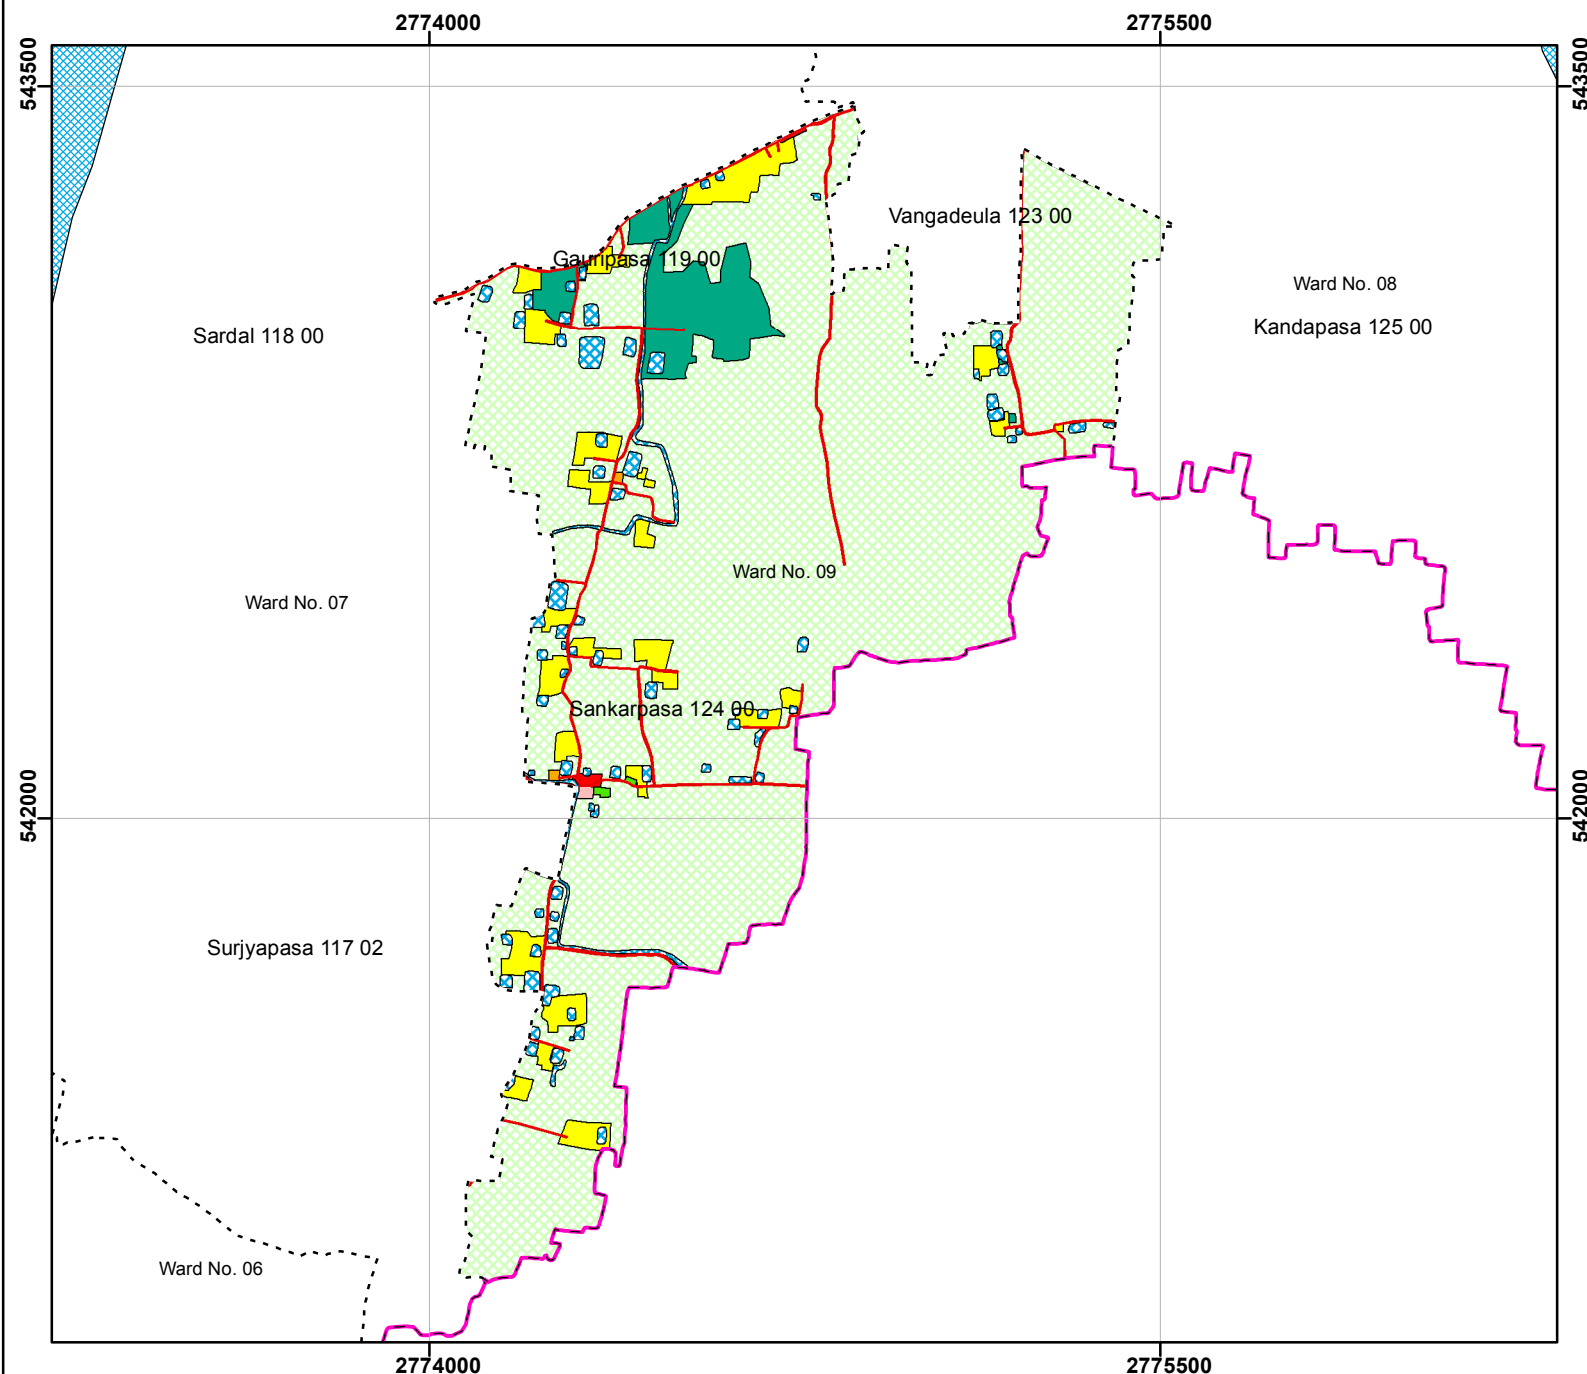 2774000
2775500
543500
543500
Vangadeula 123 00
Gauripasa 119 00
Ward No. 08
Sardal 118 00
Kandapasa 125 00
Ward No. 09
Ward No. 07
Sankarpasa 124 00
542000
542000
Surjyapasa 117 02
Ward No. 06
2774000
2775500